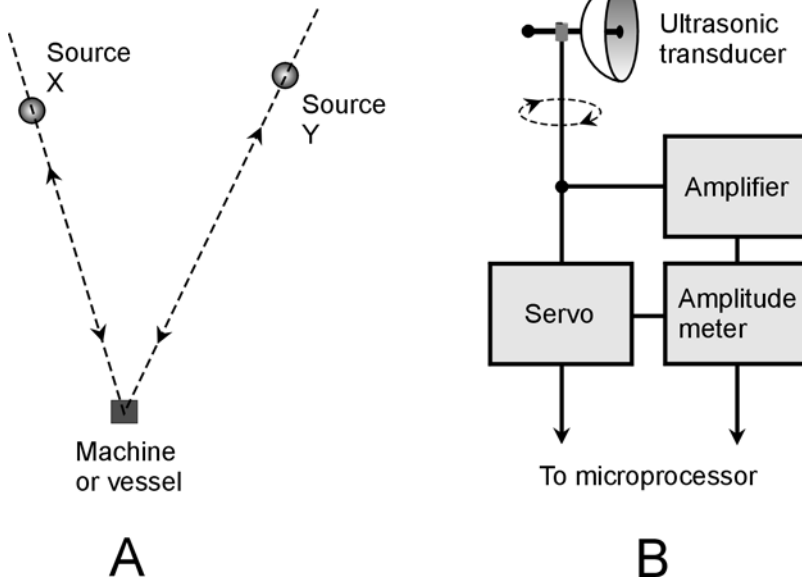 Source
X
Source
Y
Machine
or vessel
A
Ultrasonic
transducer
Amplifier
Servo
Amplitude
meter
To microprocessor
B